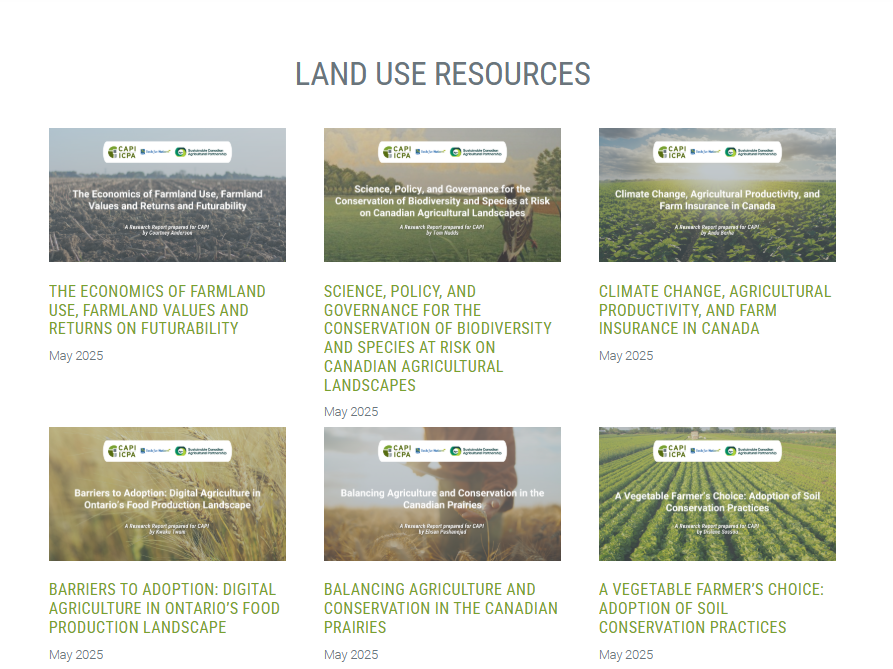 LAND USE RESOURCES
CAPI
ICPA
Sustainable Canadian
Agricultural Partnership
The Economics of Farmland Use, Farmland
Values and Returns and Futurability
A Research Report prepared for CAPI
by Courtney Anderson
THE ECONOMICS OF FARMLAND
USE, FARMLAND VALUES AND
RETURNS ON FUTURABILITY
May 2025
CAPI
ICPA
Sustainable Canadian
Agricultural Partnership
Science, Policy, and Governance for the
Conservation of Biodiversity and Species at Risk
on Canadian Agricultural Landscapes
A Research Report prepared for CAPI
by Tom Nudds
SCIENCE, POLICY, AND
GOVERNANCE FOR THE
CONSERVATION OF BIODIVERSITY
AND SPECIES AT RISK ON
CANADIAN AGRICULTURAL
LANDSCAPES
May 2025
CAPI
ICPA
Sustainable Canadian
Agricultural Partnership
Climate Change, Agricultural Productivity, and
Farm Insurance in Canada
A Research Report prepared for CAPI
by
CLIMATE CHANGE, AGRICULTURAL
PRODUCTIVITY, AND FARM
INSURANCE IN CANADA
May 2025
CAPI
ICPA
Sustainable Canadian
Agricultural Partnership
Barriers to Adoption: Digital Agriculture in
Ontario's Food Production Landscape
A Research Report prepared for CAPI
by Kwaku
BARRIERS TO ADOPTION: DIGITAL
AGRICULTURE IN ONTARIO’S FOOD
PRODUCTION LANDSCAPE
May 2025
CAPI
ICPA
Sustainable Canadian
Agricultural Partnership
Balancing Agriculture and Conservation in the
Canadian Prairies
A Research Report prepared for CAPI
by Ehsan Pashanejad
BALANCING AGRICULTURE AND
CONSERVATION IN THE CANADIAN
PRAIRIES
May 2025
CAPI
ICPA
Sustainable Canadian
Agricultural Partnership
A Vegetable Farmer's Choice: Adoption of Soil
Conservation Practices
A Research Report prepared for CAPI
by
A VEGETABLE FARMER’S CHOICE:
ADOPTION OF SOIL
CONSERVATION PRACTICES
May 2025